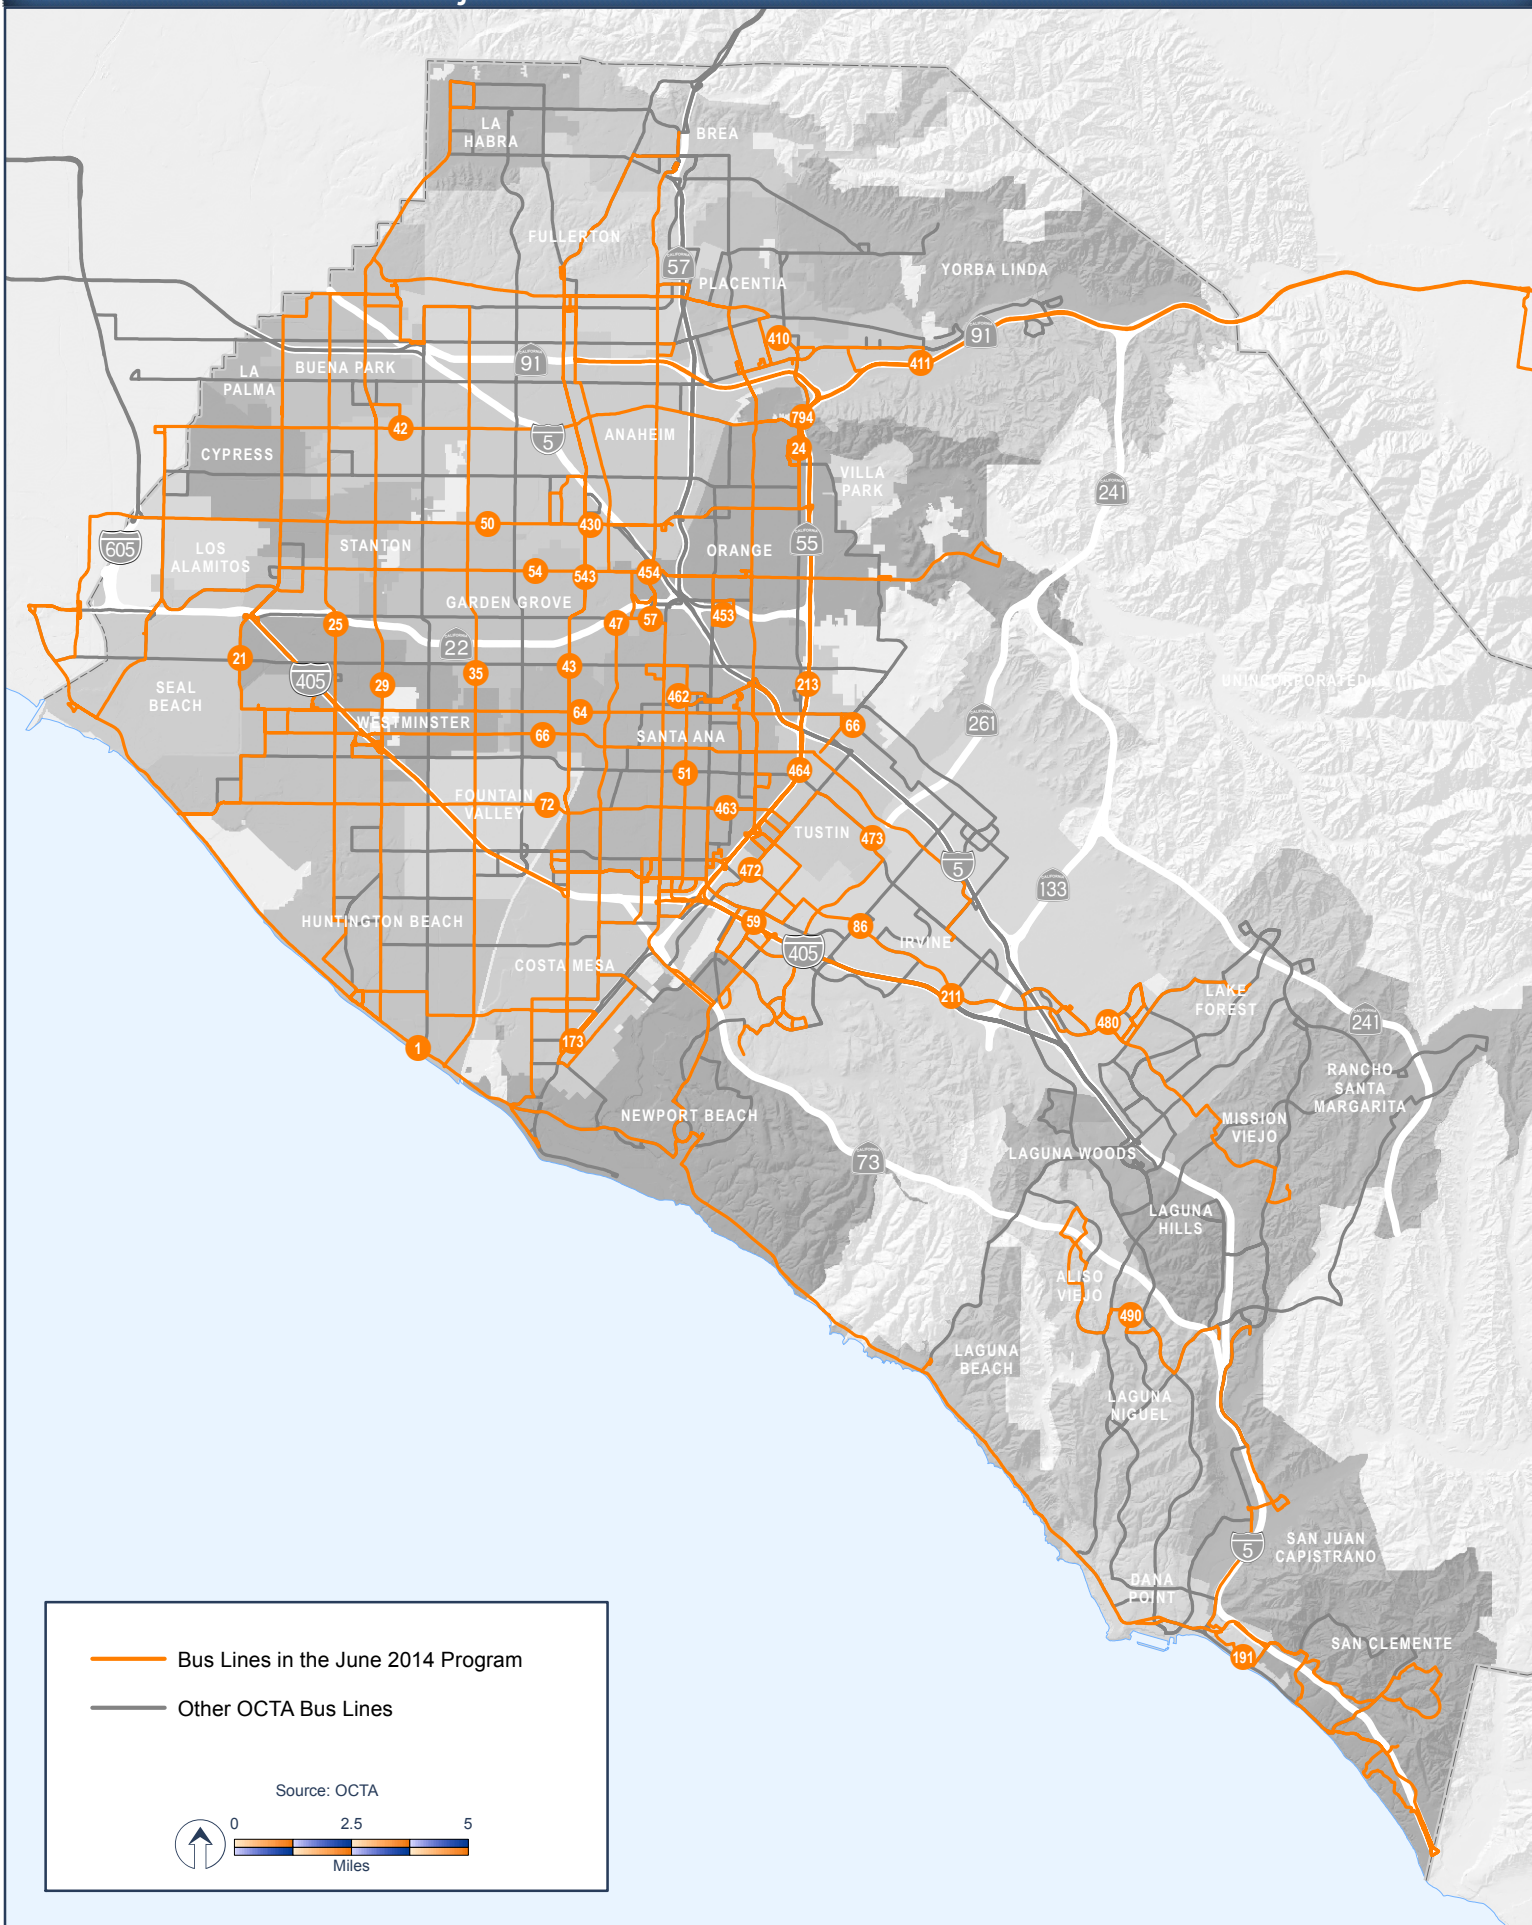 LA
HABRA
BREA
FULLERTON
57
PLACENTIA
YORBA LINDA
410
91
91
411
LA
PALMA
BUENA PARK
794
42
5
ANAHEIM
24
CYPRESS
VILLA
PARK
241
50
430
605
LOS
ALAMITOS
STANTON
ORANGE
55
54
543
454
GARDEN GROVE
453
25
47
57
22
21
405
29
35
43
213
SEAL
BEACH
462
UNINCORPORATED
64
WESTMINSTER
66
SANTA ANA
66
261
51
464
FOUNTAIN
VALLEY
72
463
TUSTIN
473
472
5
133
HUNTINGTON BEACH
59
86
405
IRVINE
COSTA MESA
211
LAKE
FOREST
480
241
1
173
RANCHO
SANTA
MARGARITA
NEWPORT BEACH
MISSION
VIEJO
73
LAGUNA WOODS
LAGUNA
HILLS
ALISO
VIEJO
490
LAGUNA
BEACH
LAGUNA
NIGUEL
5
SAN JUAN
CAPISTRANO
DANA
POINT
191
SAN CLEMENTE
Bus Lines in the June 2014 Program
Other OCTA Bus Lines
Source: OCTA
0 2.5 5
Miles